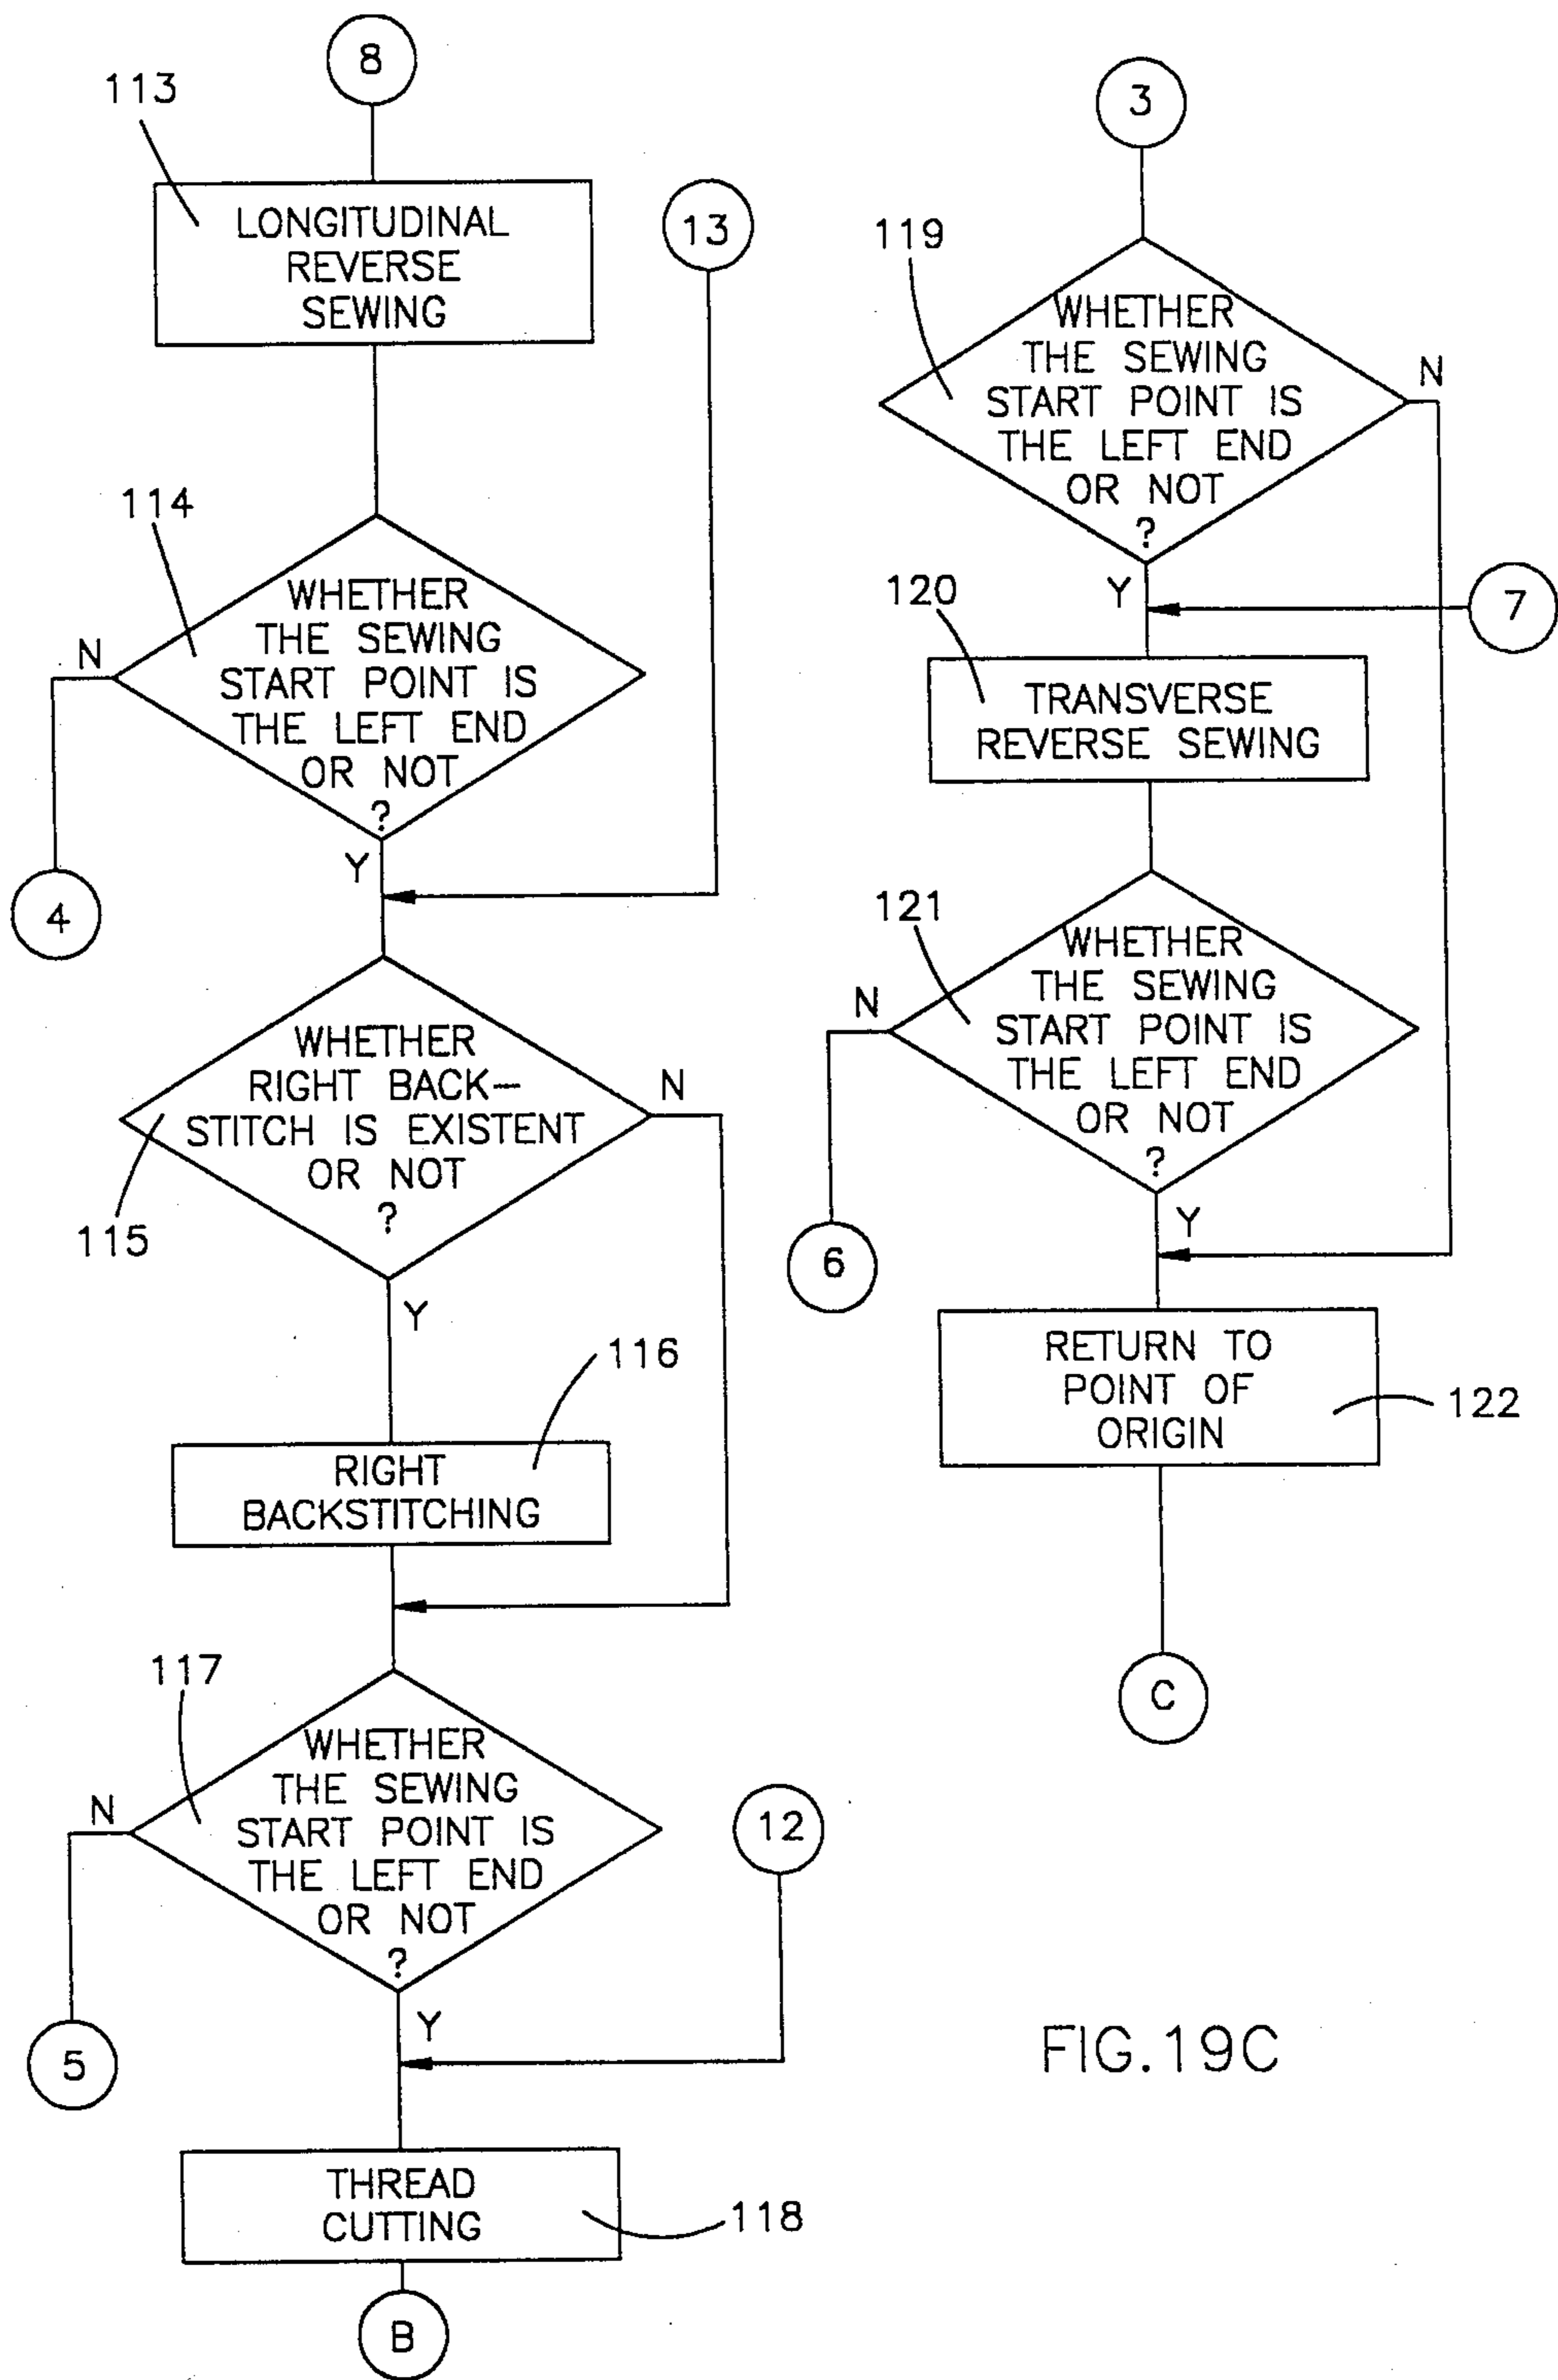 8
113
LONGITUDINAL
REVERSE
SEWING
13
114
WHETHER
THE SEWING
START POINT IS
THE LEFT END
OR NOT
?
N
Y
4
WHETHER
RIGHT BACK-
STITCH IS EXISTENT
OR NOT
?
N
115
Y
116
RIGHT
BACKSTITCHING
117
WHETHER
THE SEWING
START POINT IS
THE LEFT END
OR NOT
?
N
12
Y
5
THREAD
CUTTING
118
B
3
119
WHETHER
THE SEWING
START POINT IS
THE LEFT END
OR NOT
?
N
Y
7
120
TRANSVERSE
REVERSE SEWING
121
WHETHER
THE SEWING
START POINT IS
THE LEFT END
OR NOT
?
N
Y
6
RETURN TO
POINT OF
ORIGIN
122
C
FIG.19C